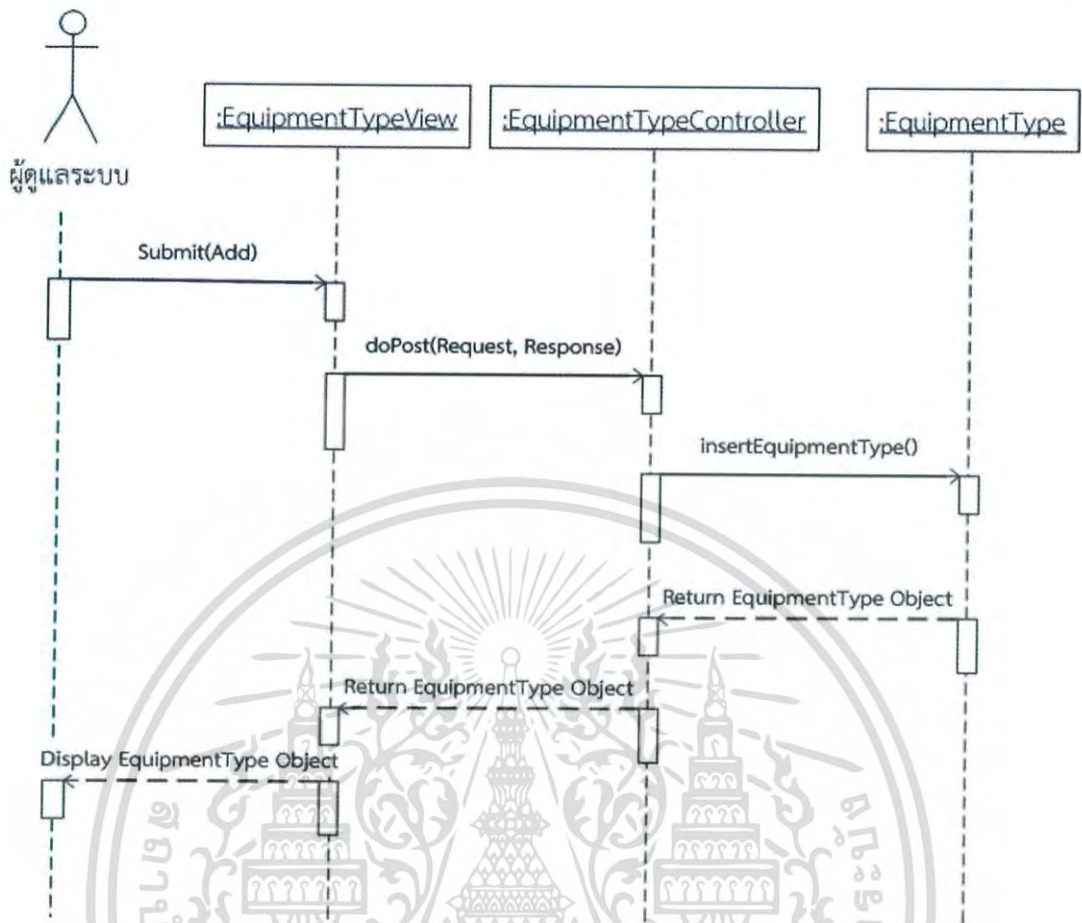 :EquipmentTypeView
:EquipmentTypeController
:EquipmentType
ผู้ดูแลระบบ
Submit(Add)
doPost(Request, Response)
insertEquipmentType()
Return EquipmentType Object
Return EquipmentType Object
Display EquipmentType Object